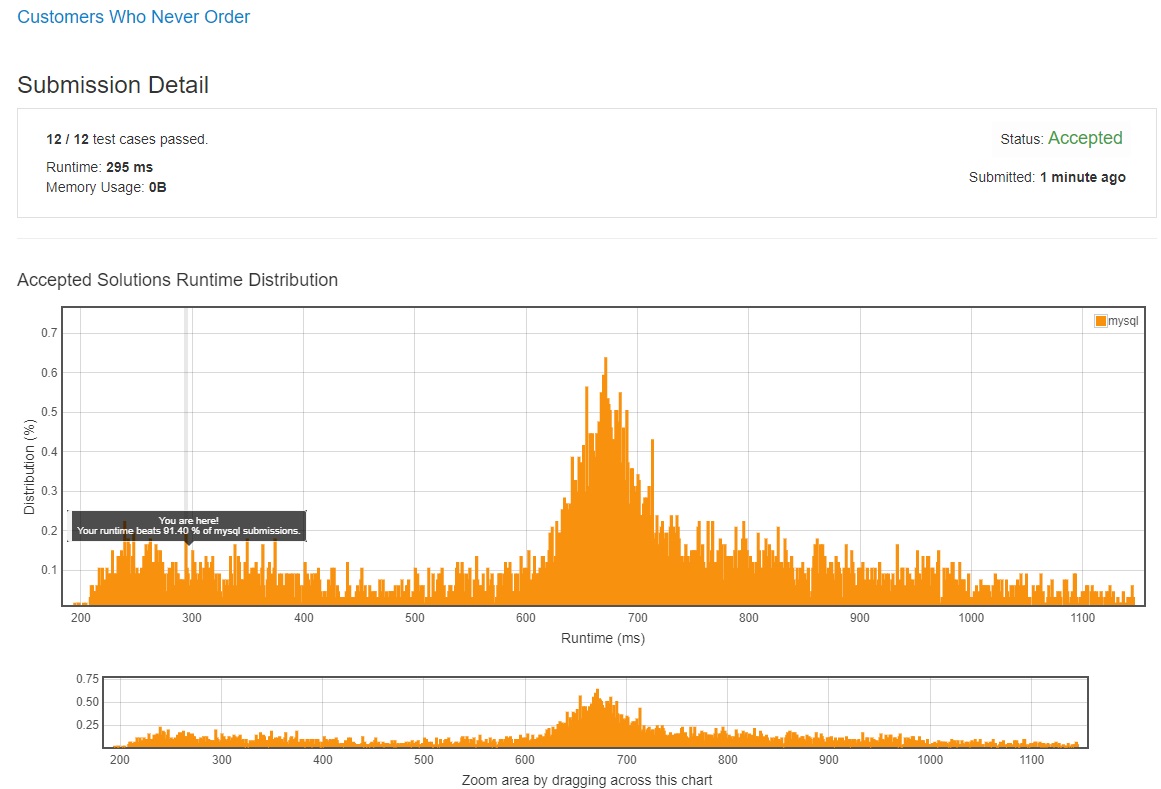 Customers Who Never Order
Submission Detail
12 / 12 test cases passed.
Status: Accepted
Runtime: 295 ms
Memory Usage: 0B
Submitted: 1 minute ago
Accepted Solutions Runtime Distribution
mysql
0.7
0.6
0.5
0.4
0.3
0.2
0.1
Distribution (%)
You are here!
Your runtime beats 91.40 % of mysql submissions.
200 300 400 500 600 700 800 900 1000 1100
Runtime (ms)
0.75
0.50
0.25
200 300 400 500 600 700 800 900 1000 1100
Zoom area by dragging across this chart